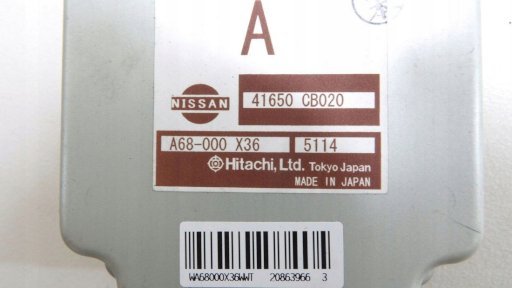 A
NISSAN
41650 CB020
A68-000 X36
5114
Hitachi, Ltd. Tokyo Japan
MADE IN JAPAN
WA68000X36WWT 20863966 3